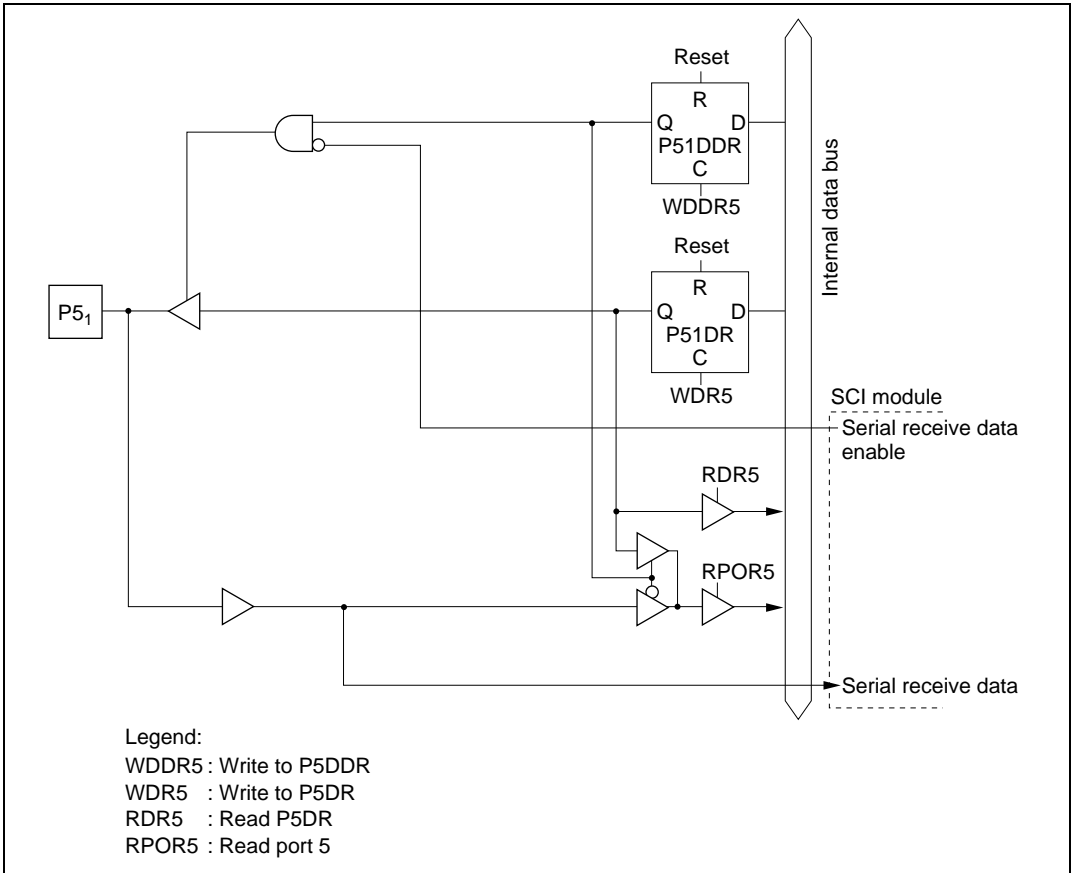 Reset
R
Q D
P51DDR
C
WDDR5
Reset
R
Q D
P51DR
C
WDR5
Internal data bus
P5₁
SCI module
Serial receive data
enable
RDR5
RPOR5
Serial receive data
Legend:
WDDR5 : Write to P5DDR
WDR5 : Write to P5DR
RDR5 : Read P5DR
RPOR5 : Read port 5